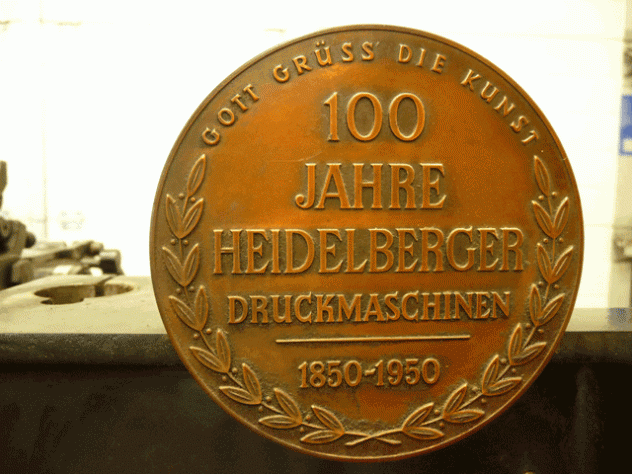 GOTT GRÜSS DIE KUNST
100
JAHRE
HEIDELBERGER
DRUCKMASCHINEN
1850-1950